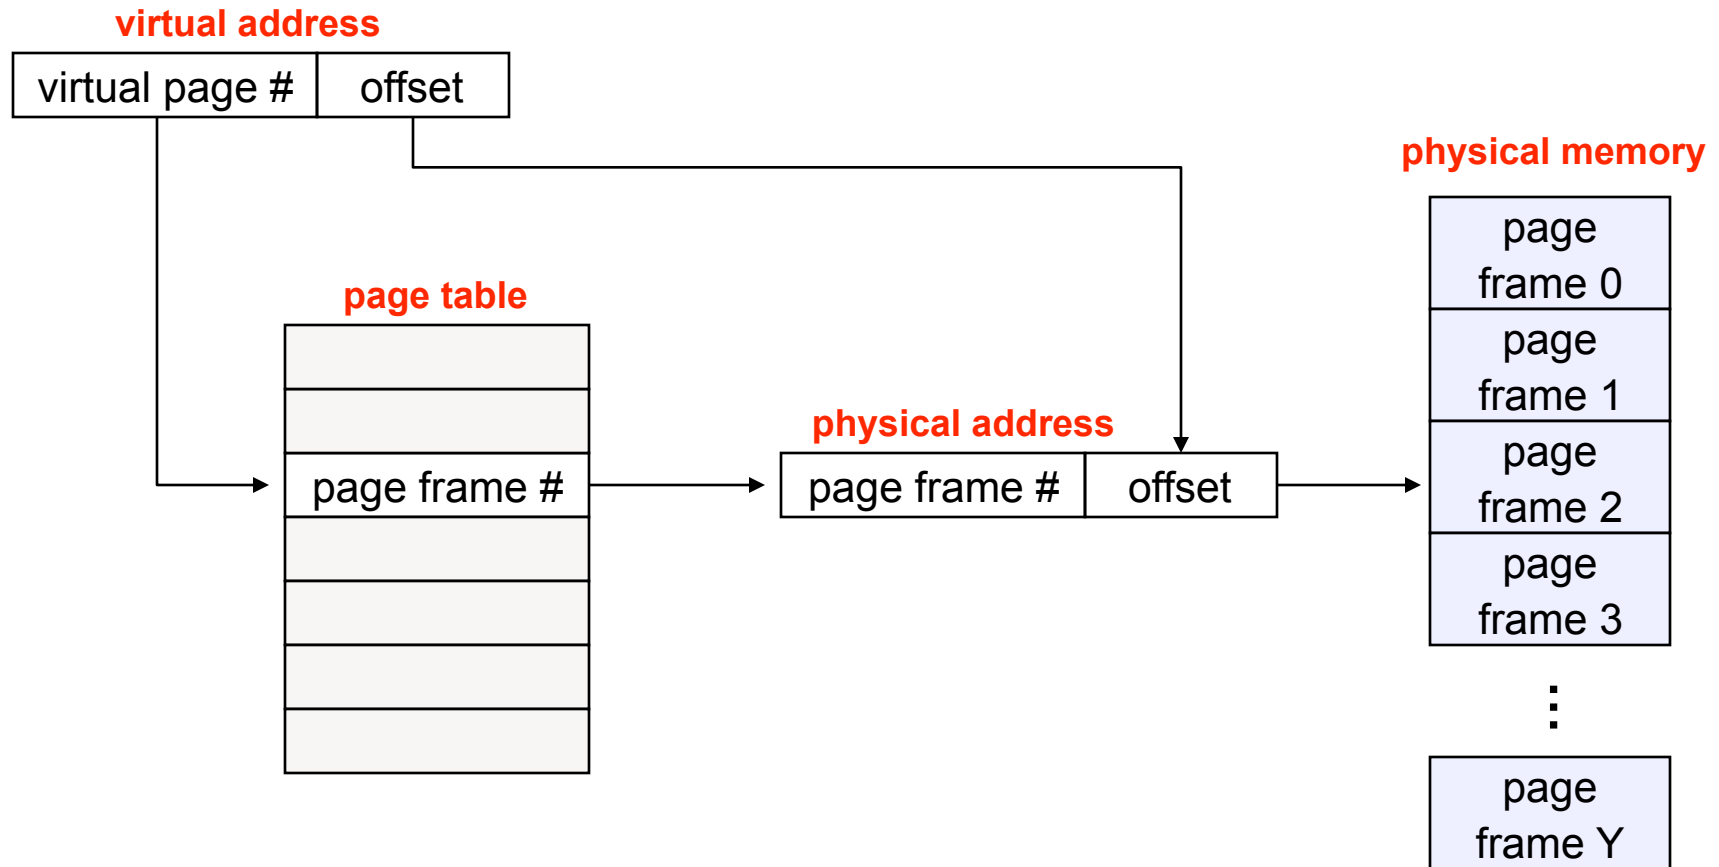 virtual address
virtual page #
offset
physical memory
page
frame 0
page table
page
frame 1
physical address
page
frame 2
page frame #
page frame #
offset
page
frame 3
page
frame Y